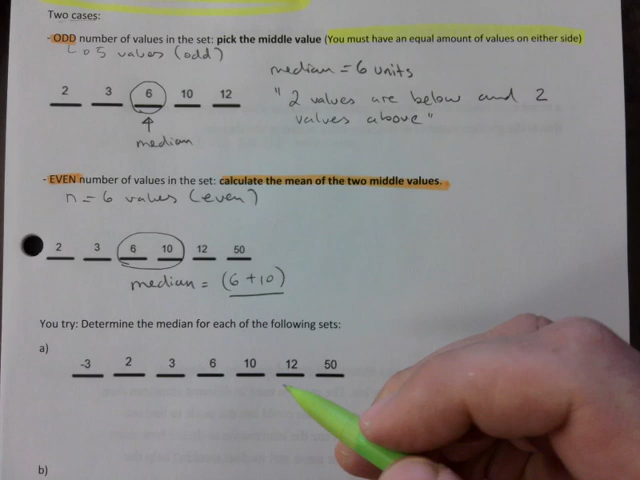 Two cases:
- ODD number of values in the set: pick the middle value (You must have an equal amount of values on either side)
5 values (odd)
median = 6 units
2 3 6 10 12
"2 values are below and 2
values above"
median
- EVEN number of values in the set: calculate the mean of the two middle values.
n = 6 values (even)
2 3 6 10 12 50
median = (6 + 10)
You try: Determine the median for each of the following sets:
a)
-3 2 3 6 10 12 50
b)